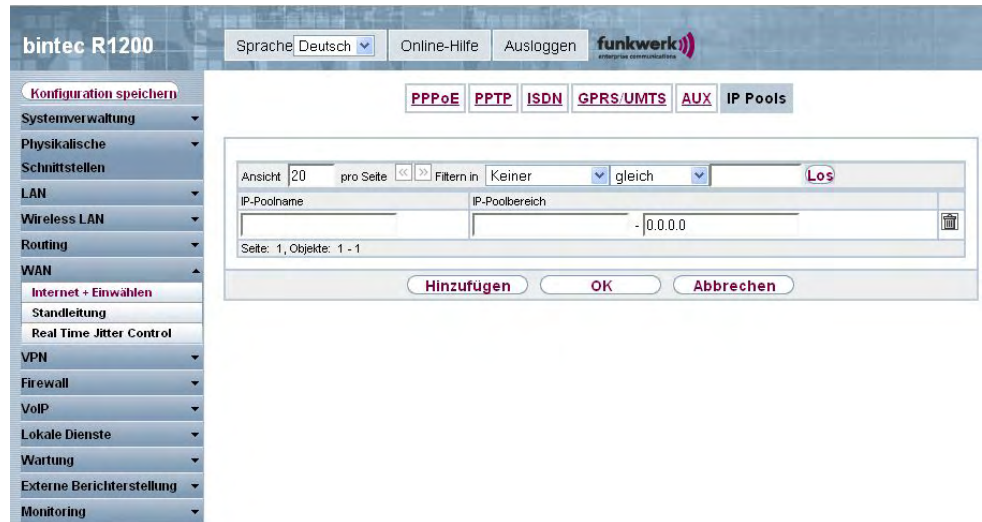 bintec R1200
Sprache Deutsch
Online-Hilfe
Ausloggen
funkwerk
enterprise communications
Konfiguration speichern
Systemverwaltung
Physikalische
Schnittstellen
LAN
Wireless LAN
Routing
WAN
Internet + Einwählen
Standleitung
Real Time Jitter Control
VPN
Firewall
VoIP
Lokale Dienste
Wartung
Externe Berichterstellung
Monitoring
PPPoE PPTP ISDN GPRS/UMTS AUX IP Pools
Ansicht 20 pro Seite << >> Filtern in Keiner gleich Los
IP-Poolname IP-Poolbereich
- 0.0.0.0
Seite: 1, Objekte: 1 - 1
Hinzufügen OK Abbrechen